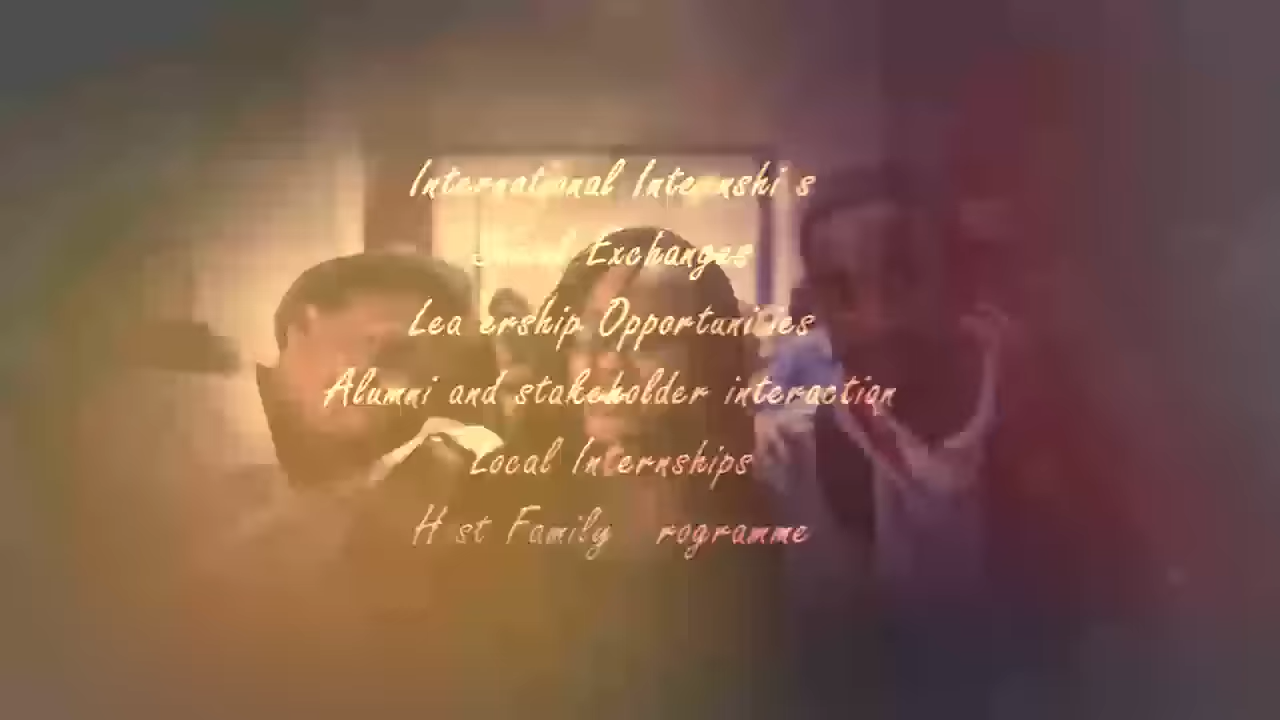 International Internshi s
Exchanges
Lea ership Opportunities
Alumni and stakeholder interaction
Local Internships
H st Family rogramme